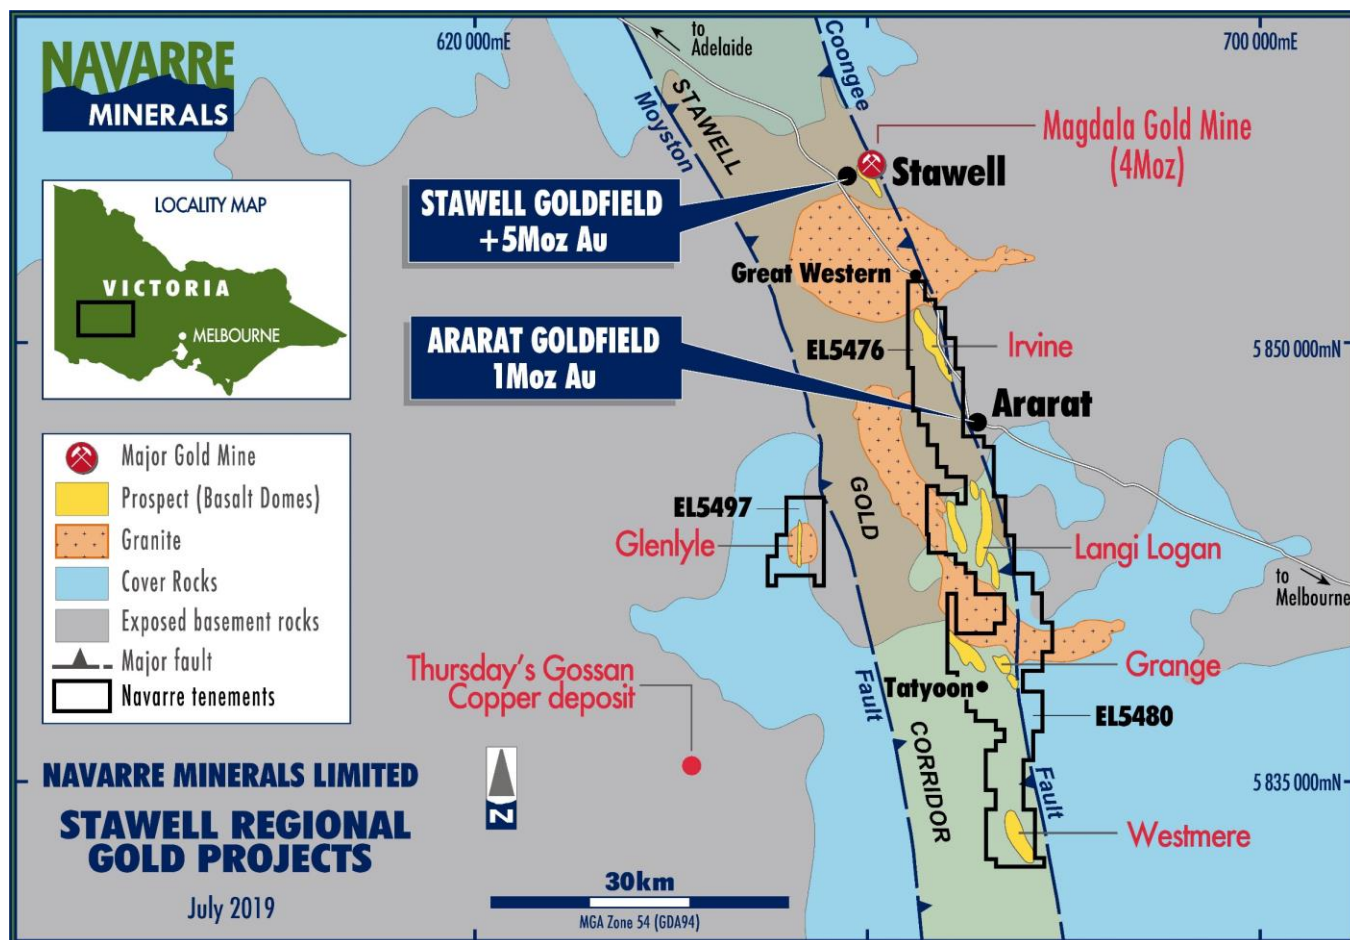 NAVARRE
MINERALS
620 000mE
to
Adelaide
Coongee
700 000mE
Moyston
STAWELL
Magdala Gold Mine
(4Moz)
Stawell
STAWELL GOLDFIELD
+5Moz Au
LOCALITY MAP
VICTORIA
MELBOURNE
Great Western
ARARAT GOLDFIELD
1Moz Au
EL5476
Irvine
5 850 000mN
Ararat
Major Gold Mine
Prospect (Basalt Domes)
Granite
Cover Rocks
Exposed basement rocks
Major fault
Navarre tenements
EL5497
Glenlyle
GOLD
Langi Logan
to
Melbourne
Thursday's Gossan
Copper deposit
Fault
Tatyoon
Grange
EL5480
CORRIDOR
Fault
5 835 000mN
Westmere
NAVARRE MINERALS LIMITED
STAWELL REGIONAL
GOLD PROJECTS
July 2019
N
30km
MGA Zone 54 (GDA94)